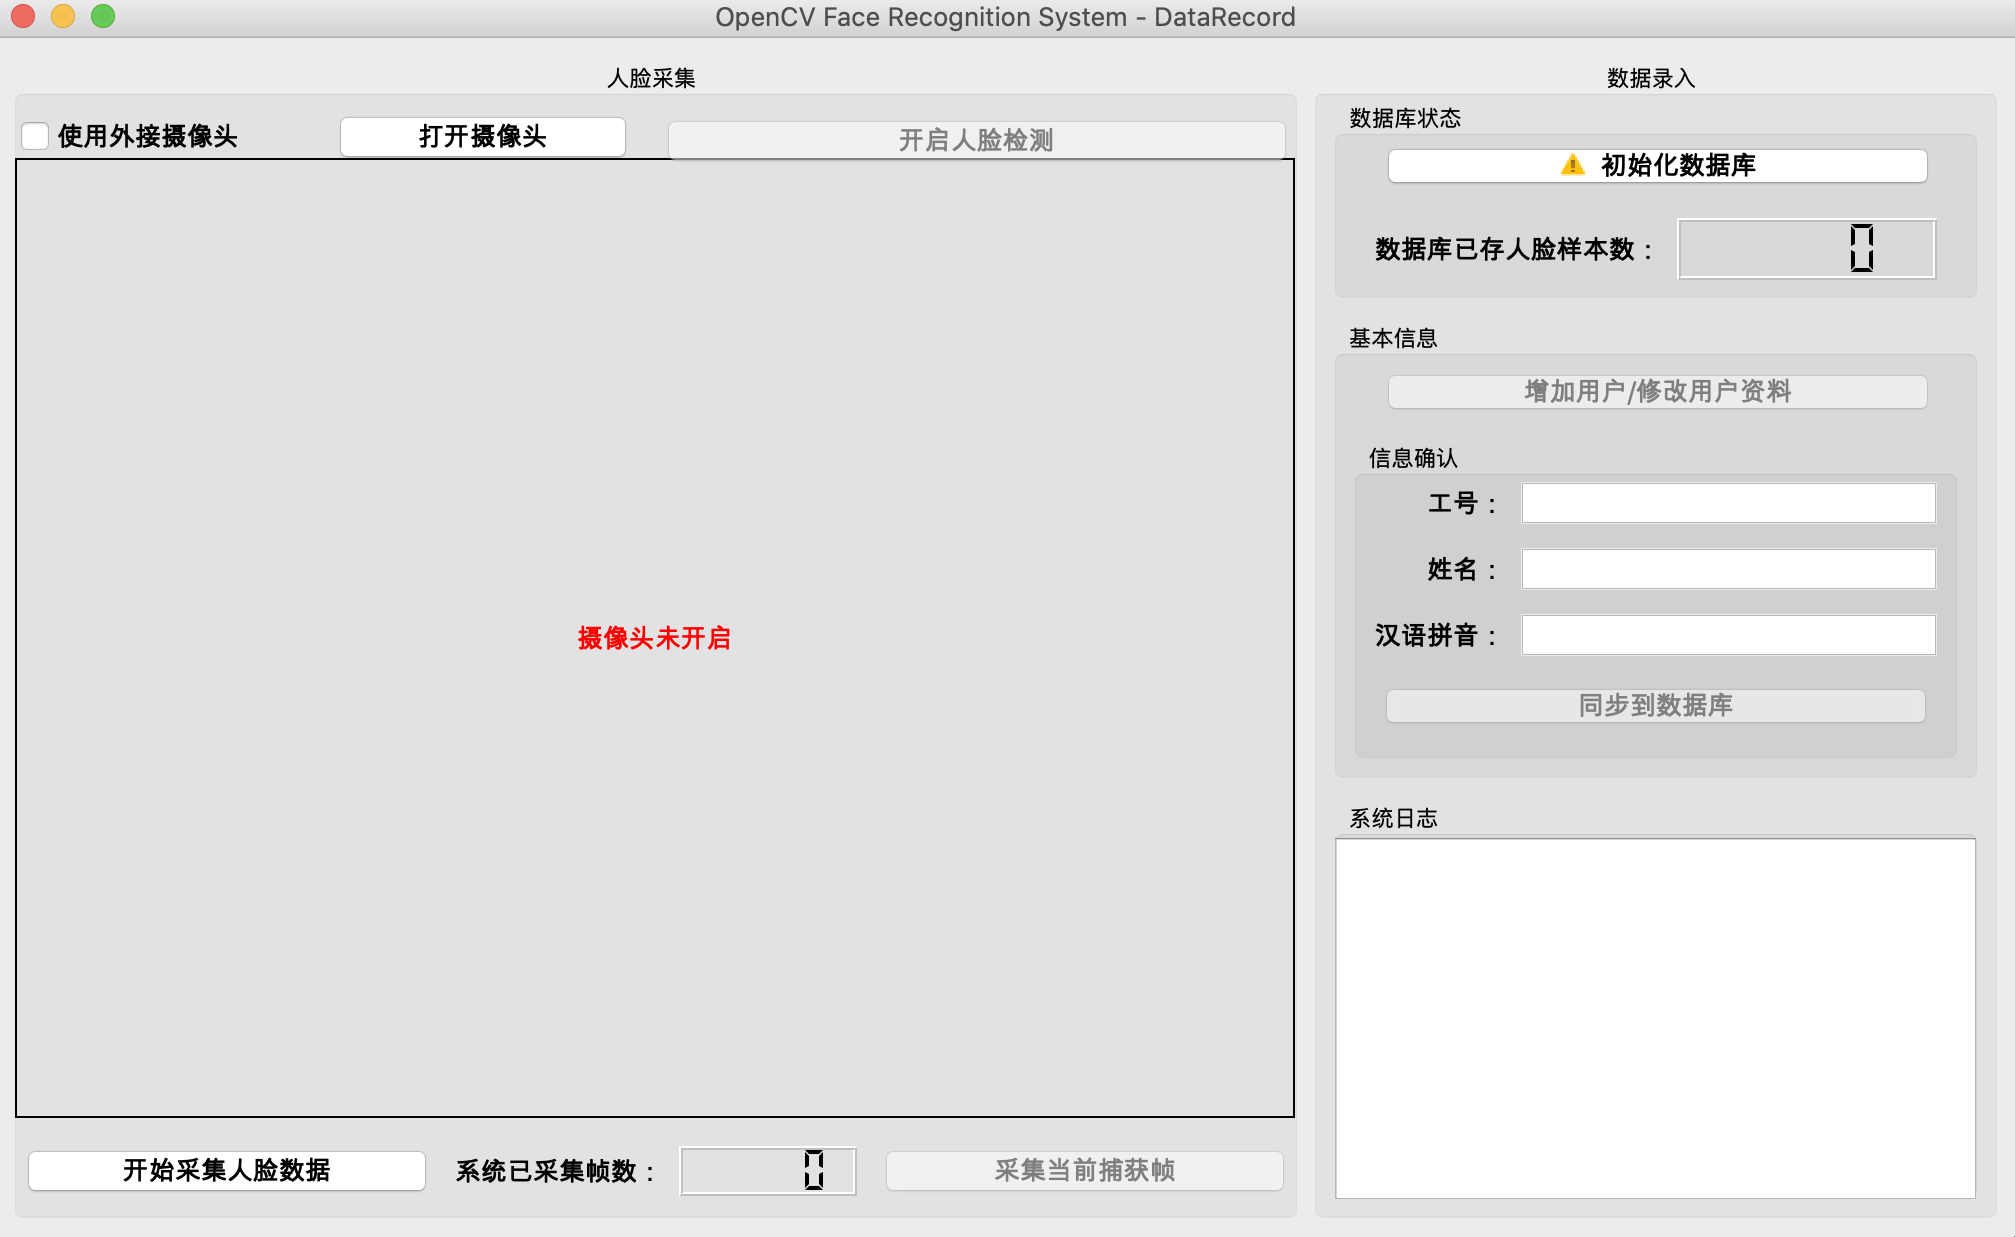 OpenCV Face Recognition System - DataRecord
人脸采集
使用外接摄像头
打开摄像头
开启人脸检测
摄像头未开启
开始采集人脸数据
系统已采集帧数：
0
采集当前捕获帧
数据录入
数据库状态
初始化数据库
数据库已存人脸样本数：
0
基本信息
增加用户/修改用户资料
信息确认
工号：
姓名：
汉语拼音：
同步到数据库
系统日志